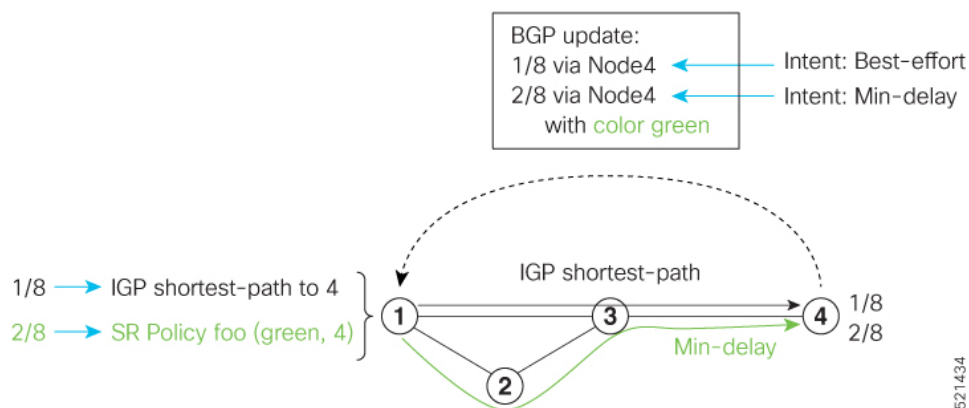 BGP update:
1/8 via Node4
Intent: Best-effort
2/8 via Node4
Intent: Min-delay
with color green
IGP shortest-path
1/8
IGP shortest-path to 4
2/8
SR Policy foo (green, 4)
1
3
4
1/8
2/8
Min-delay
2
521434